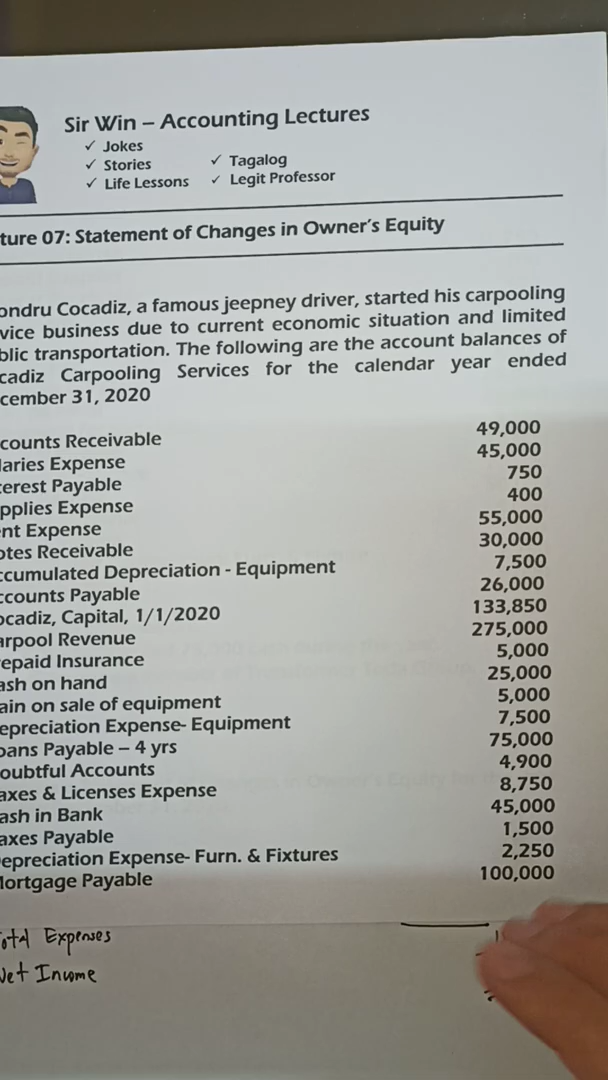 Sir Win – Accounting Lectures
✓ Jokes
✓ Stories ✓ Tagalog
✓ Life Lessons ✓ Legit Professor
ture 07: Statement of Changes in Owner's Equity
ondru Cocadiz, a famous jeepney driver, started his carpooling
vice business due to current economic situation and limited
blic transportation. The following are the account balances of
cadiz Carpooling Services for the calendar year ended
cember 31, 2020
counts Receivable 49,000
laries Expense 45,000
terest Payable 750
pplies Expense 400
nt Expense 55,000
otes Receivable 30,000
ccumulated Depreciation - Equipment 7,500
ccounts Payable 26,000
ocadiz, Capital, 1/1/2020 133,850
arpool Revenue 275,000
repaid Insurance 5,000
ash on hand 25,000
ain on sale of equipment 5,000
epreciation Expense- Equipment 7,500
oans Payable – 4 yrs 75,000
oubtful Accounts 4,900
axes & Licenses Expense 8,750
ash in Bank 45,000
axes Payable 1,500
epreciation Expense- Furn. & Fixtures 2,250
ortgage Payable 100,000
otal Expenses
et Income